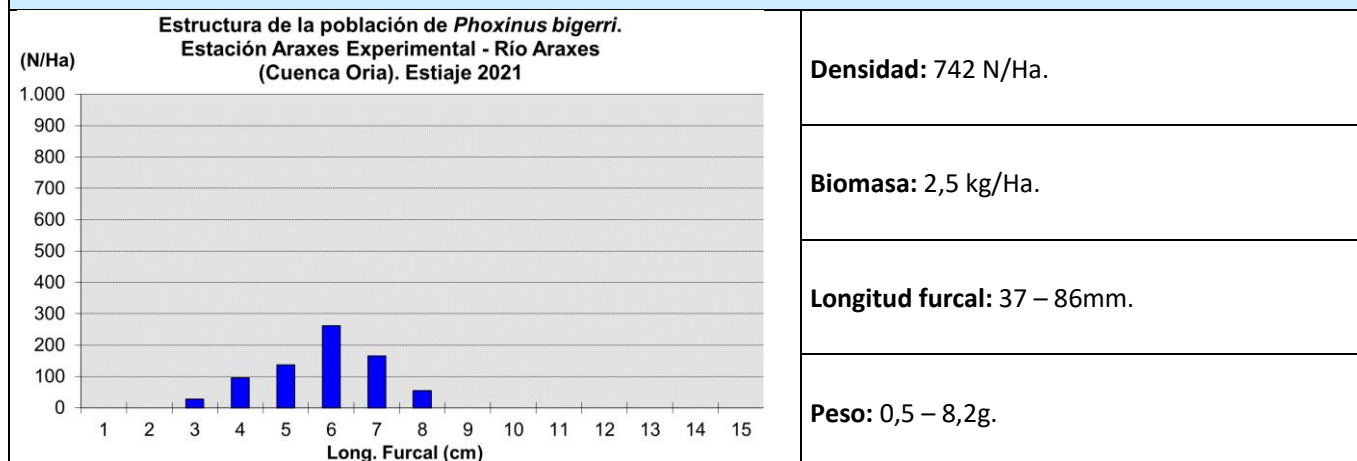 Estructura de la población de Phoxinus bigerri.
Estación Araxes Experimental - Río Araxes
(Cuenca Oria). Estiaje 2021
(N/Ha)
1.000
900
800
700
600
500
400
300
200
100
0
1 2 3 4 5 6 7 8 9 10 11 12 13 14 15
Long. Furcal (cm)
Densidad: 742 N/Ha.
Biomasa: 2,5 kg/Ha.
Longitud furcal: 37 – 86mm.
Peso: 0,5 – 8,2g.